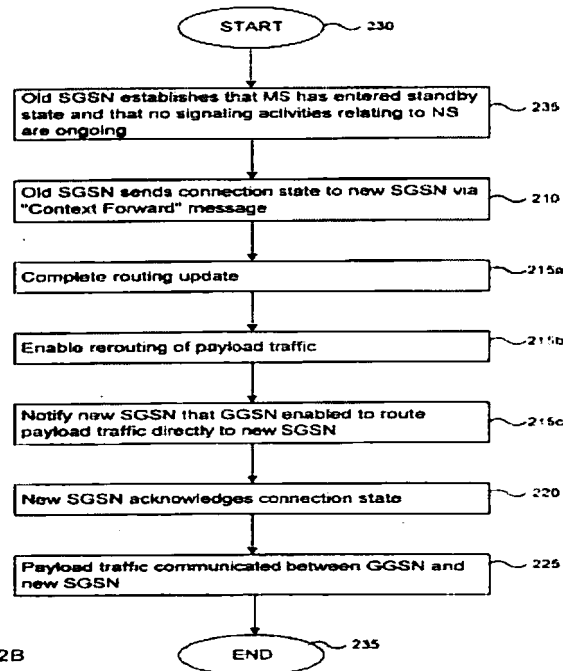 START
230
Old SGSN establishes that MS has entered standby
state and that no signaling activities relating to NS
are ongoing
235
Old SGSN sends connection state to new SGSN via
"Context Forward" message
210
Complete routing update
215a
Enable rerouting of payload traffic
215b
Notify new SGSN that GGSN enabled to route
payload traffic directly to new SGSN
215c
New SGSN acknowledges connection state
220
Payload traffic communicated between GGSN and
new SGSN
225
END
235
2B